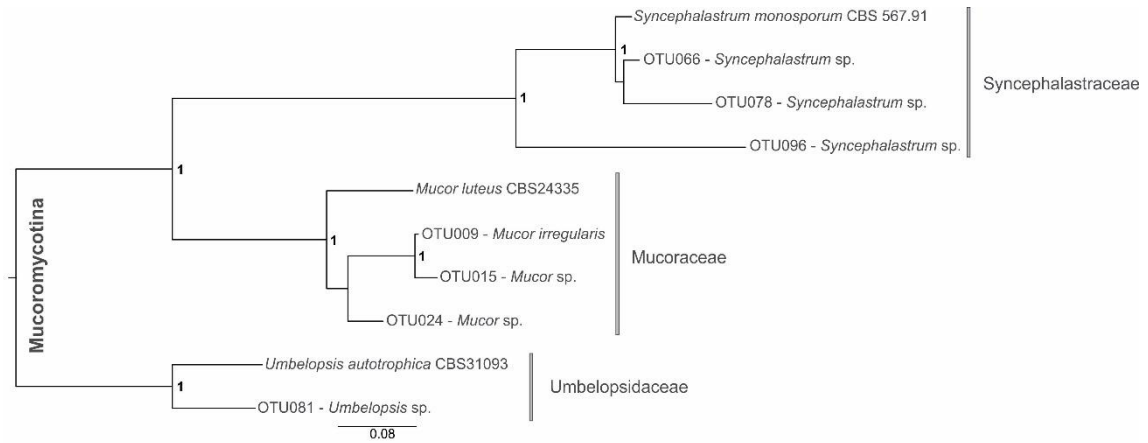 Syncephalastrum monosporum CBS 567.91
1
OTU066 - Syncephalastrum sp.
Syncephalastraceae
1
OTU078 - Syncephalastrum sp.
OTU096 - Syncephalastrum sp.
1
Mucor luteus CBS24335
Mucoromycotina
OTU009 - Mucor irregularis
1
1
Mucoraceae
OTU015 - Mucor sp.
OTU024 - Mucor sp.
Umbelopsis autotrophica CBS31093
1
Umbelopsidaceae
OTU081 - Umbelopsis sp.
0.08